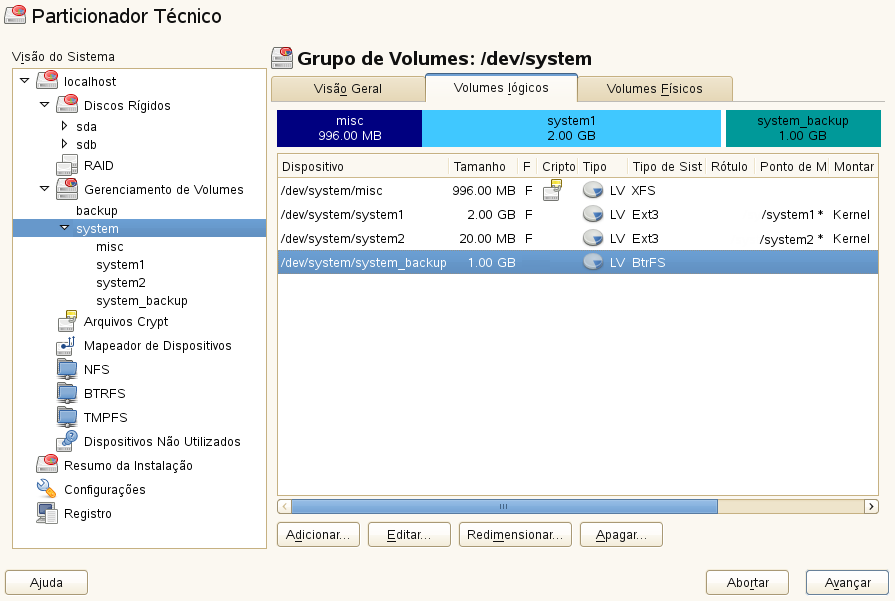 Particionador Técnico
Visão do Sistema
localhost
Discos Rígidos
sda
sdb
RAID
Gerenciamento de Volumes
backup
system
misc
system1
system2
system_backup
Arquivos Crypt
Mapeador de Dispositivos
NFS
BTRFS
TMPFS
Dispositivos Não Utilizados
Resumo da Instalação
Configurações
Registro
Grupo de Volumes: /dev/system
Visão Geral Volumes lógicos Volumes Físicos
misc system1 system_backup
996.00 MB 2.00 GB 1.00 GB
Dispositivo Tamanho F Cripto Tipo Tipo de Sist Rótulo Ponto de M Montar
/dev/system/misc 996.00 MB F LV XFS
/dev/system/system1 2.00 GB F LV Ext3 /system1 * Kernel
/dev/system/system2 20.00 MB F LV Ext3 /system2 * Kernel
/dev/system/system_backup 1.00 GB LV BtrFS
Adicionar... Editar... Redimensionar... Apagar...
Ajuda Abortar Avançar